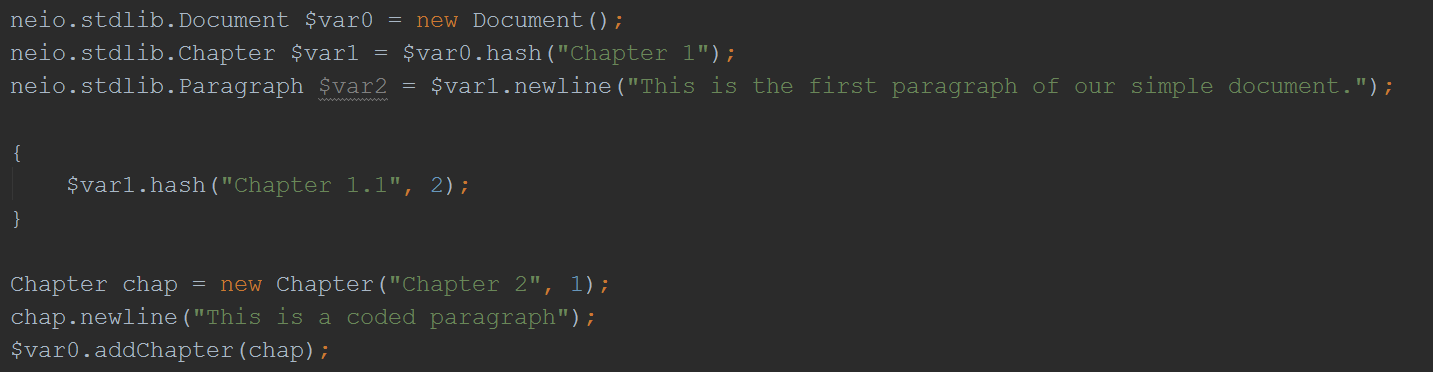 neio.stdlib.Document $var0 = new Document();
neio.stdlib.Chapter $var1 = $var0.hash("Chapter 1");
neio.stdlib.Paragraph $var2 = $var1.newline("This is the first paragraph of our simple document.");
{
$var1.hash("Chapter 1.1", 2);
}
Chapter chap = new Chapter("Chapter 2", 1);
chap.newline("This is a coded paragraph");
$var0.addChapter(chap);